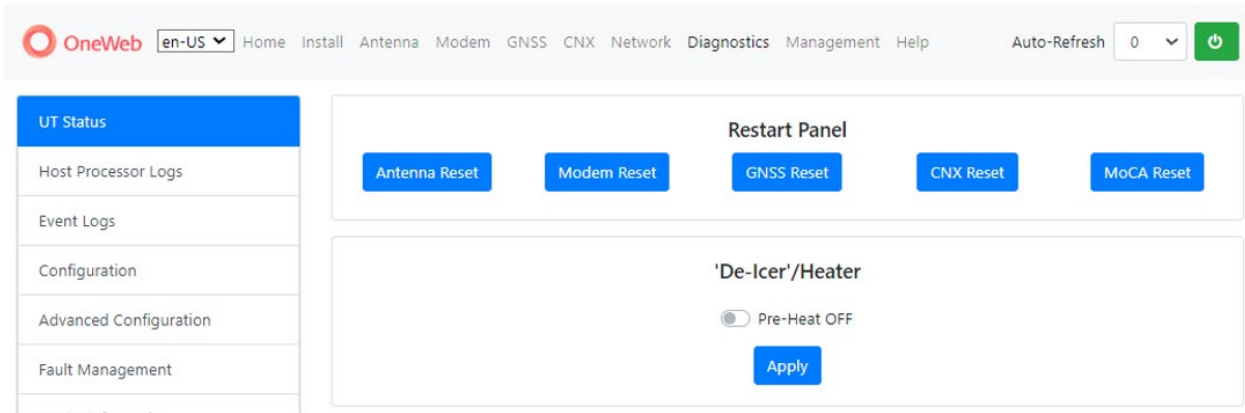 OneWeb en-US Home Install Antenna Modem GNSS CNX Network Diagnostics Management Help Auto-Refresh 0
UT Status
Host Processor Logs
Event Logs
Configuration
Advanced Configuration
Fault Management
Restart Panel
Antenna Reset Modem Reset GNSS Reset CNX Reset MoCA Reset
'De-Icer'/Heater
Pre-Heat OFF
Apply